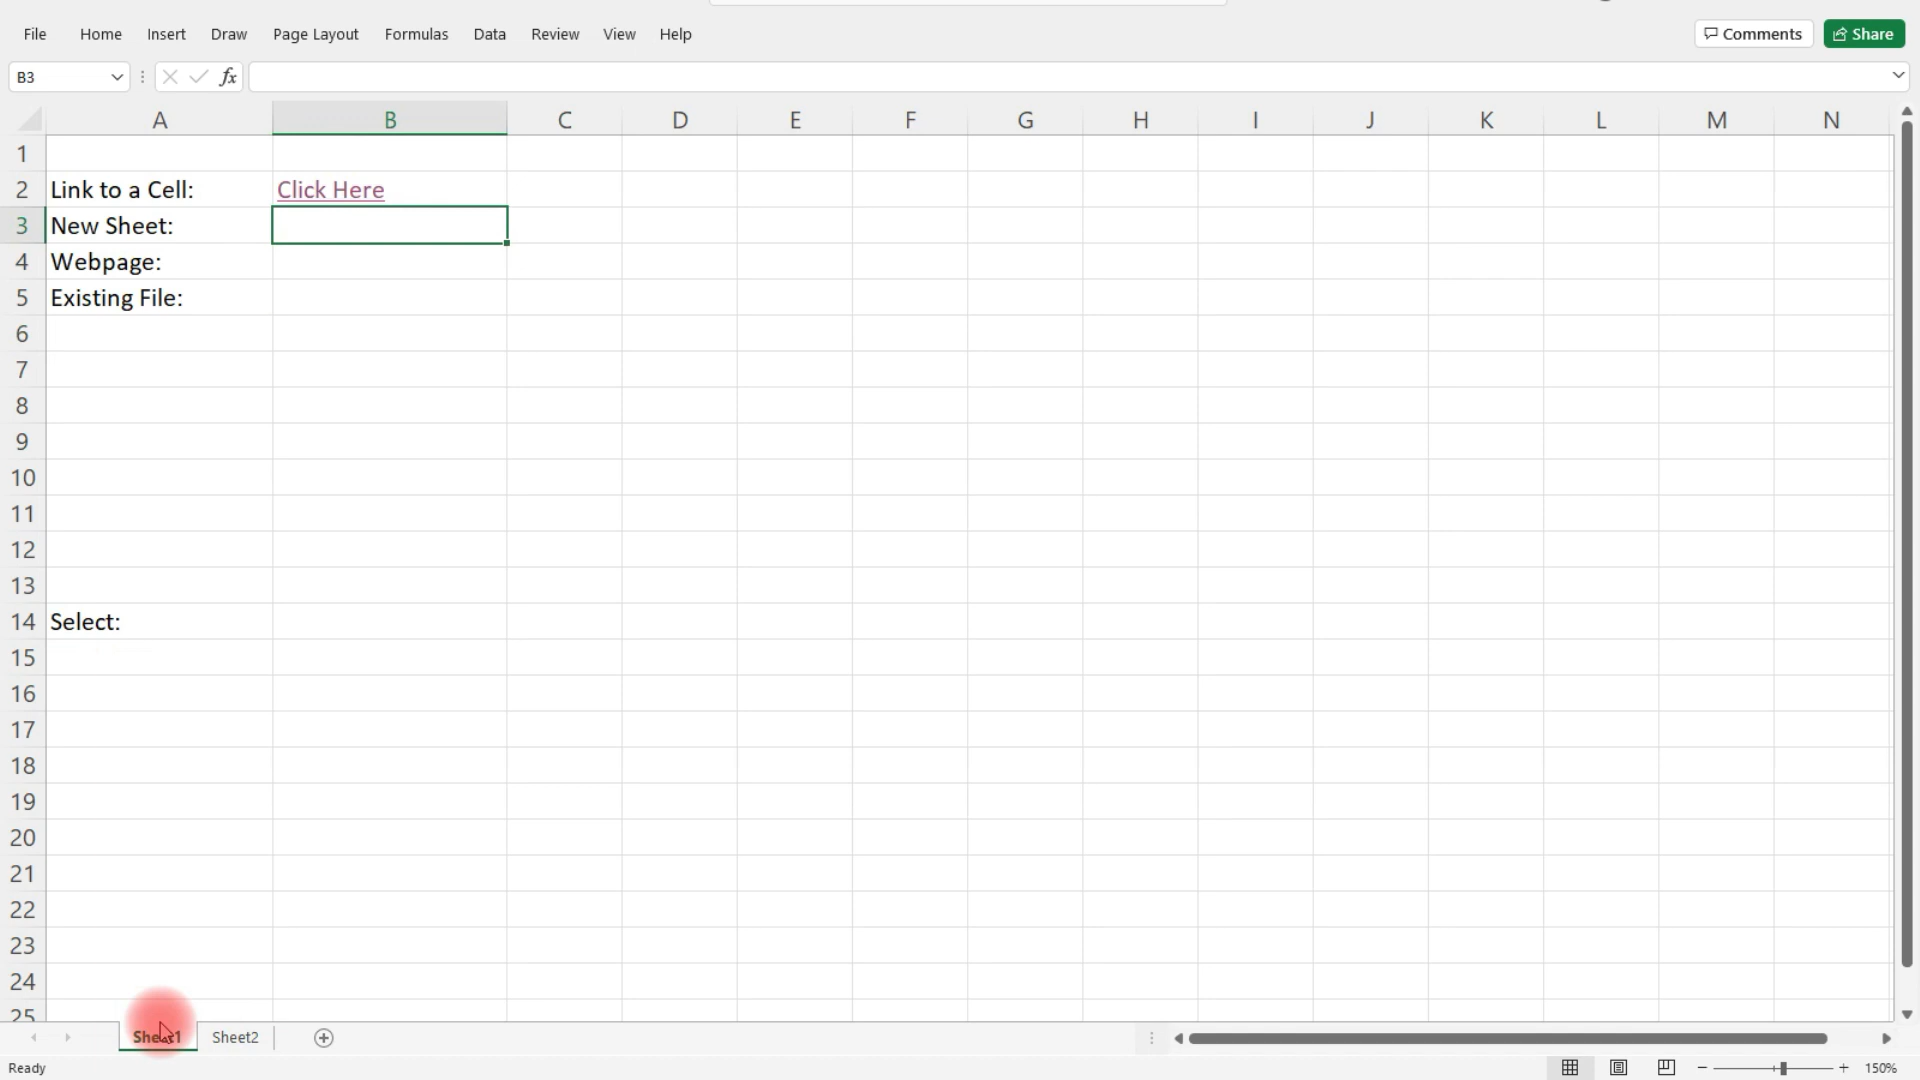 File Home Insert Draw Page Layout Formulas Data Review View Help Comments Share
B3 fx
A B C D E F G H I J K L M N
1
2 Link to a Cell: Click Here
3 New Sheet:
4 Webpage:
5 Existing File:
6
7
8
9
10
11
12
13
14 Select:
15
16
17
18
19
20
21
22
23
24
25
Sheet1 Sheet2
Ready 150%